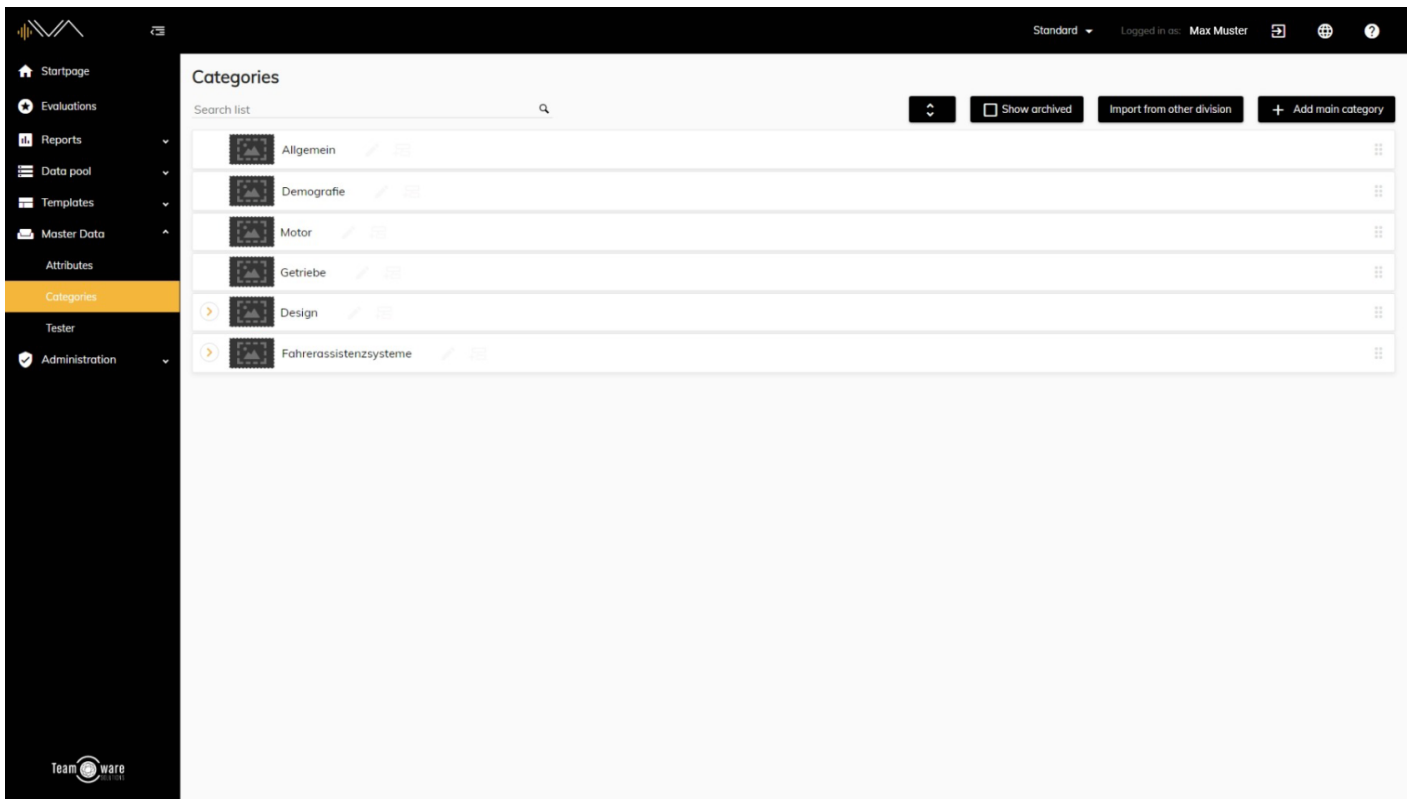 Standard
Logged in as: Max Muster
Startpage
Evaluations
Reports
Data pool
Templates
Master Data
Attributes
Categories
Tester
Administration
Team ware
SOLUTIONS
Categories
Search list
Show archived
Import from other division
+ Add main category
Allgemein
Demografie
Motor
Getriebe
Design
Fahrerassistenzsysteme